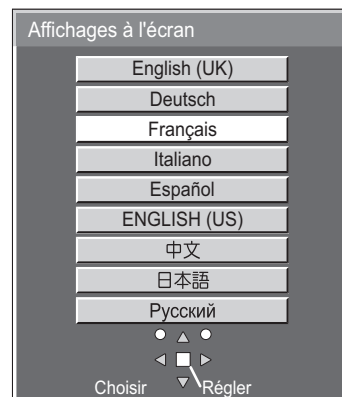 Affichages à l'écran
English (UK)
Deutsch
Français
Italiano
Español
ENGLISH (US)
中文
日本語
Русский
Choisir Régler